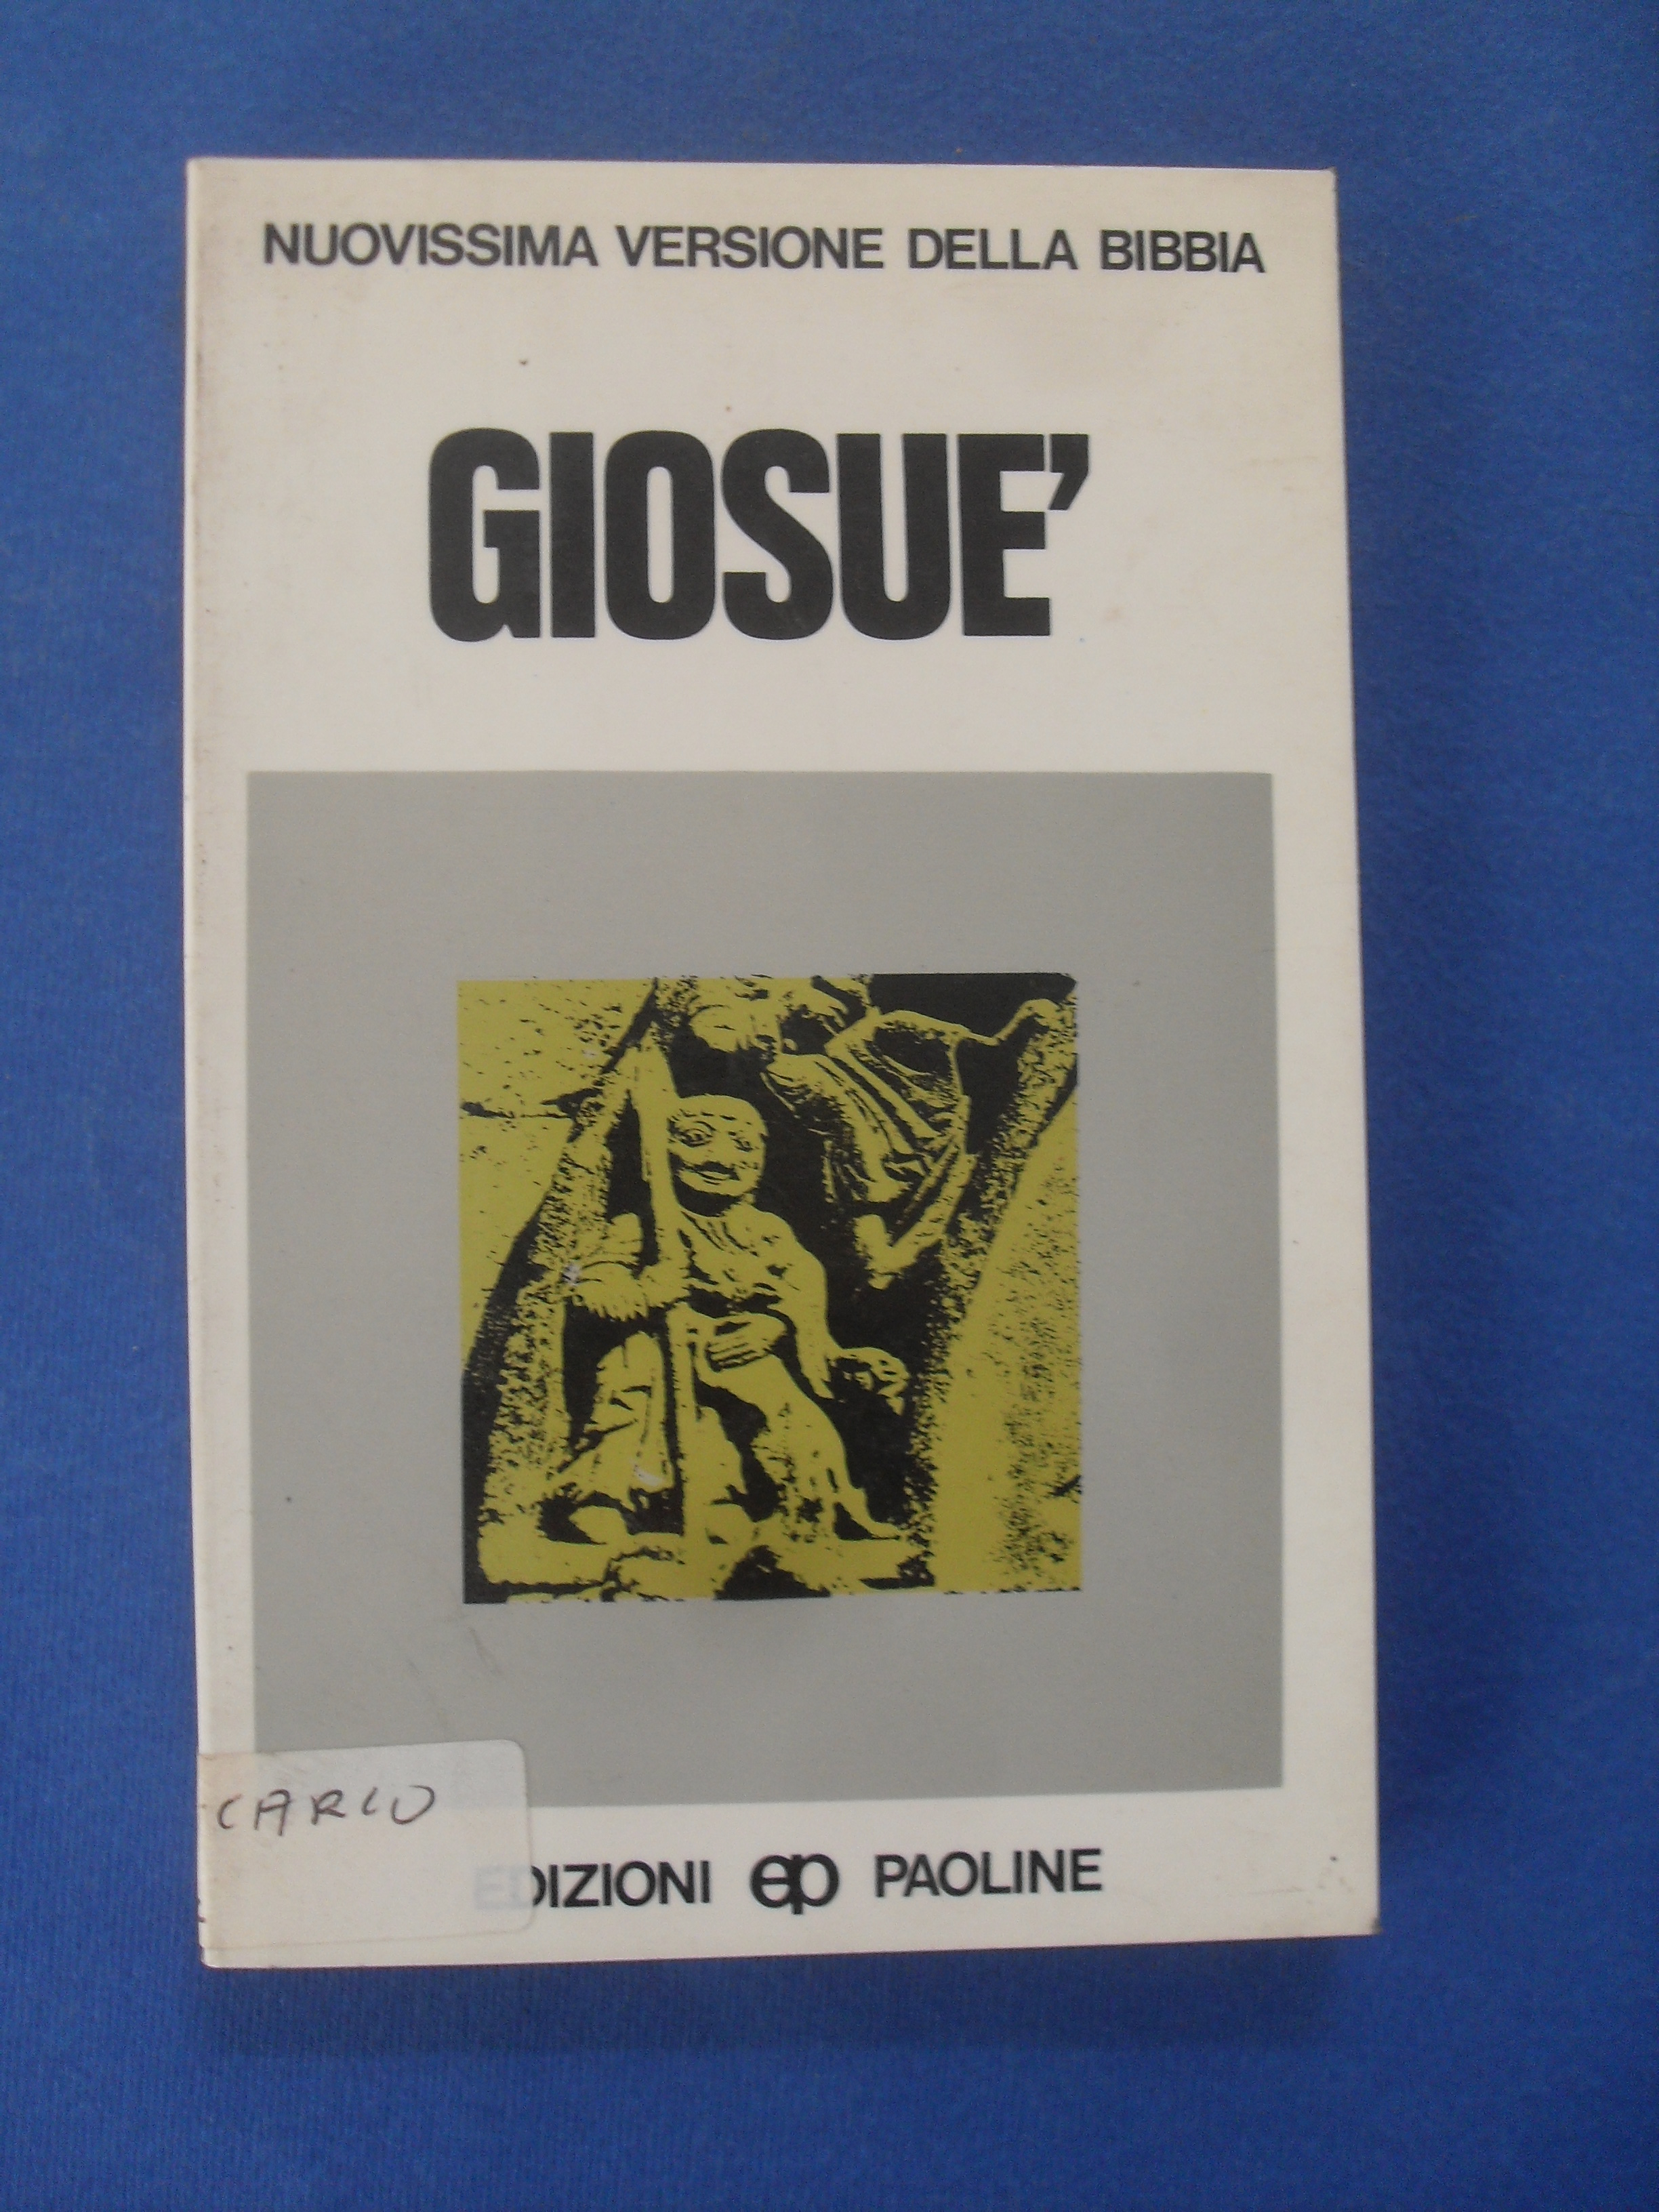 NUOVISSIMA VERSIONE DELLA BIBBIA
GIOSUE'
CARLO
EDIZIONI ep PAOLINE